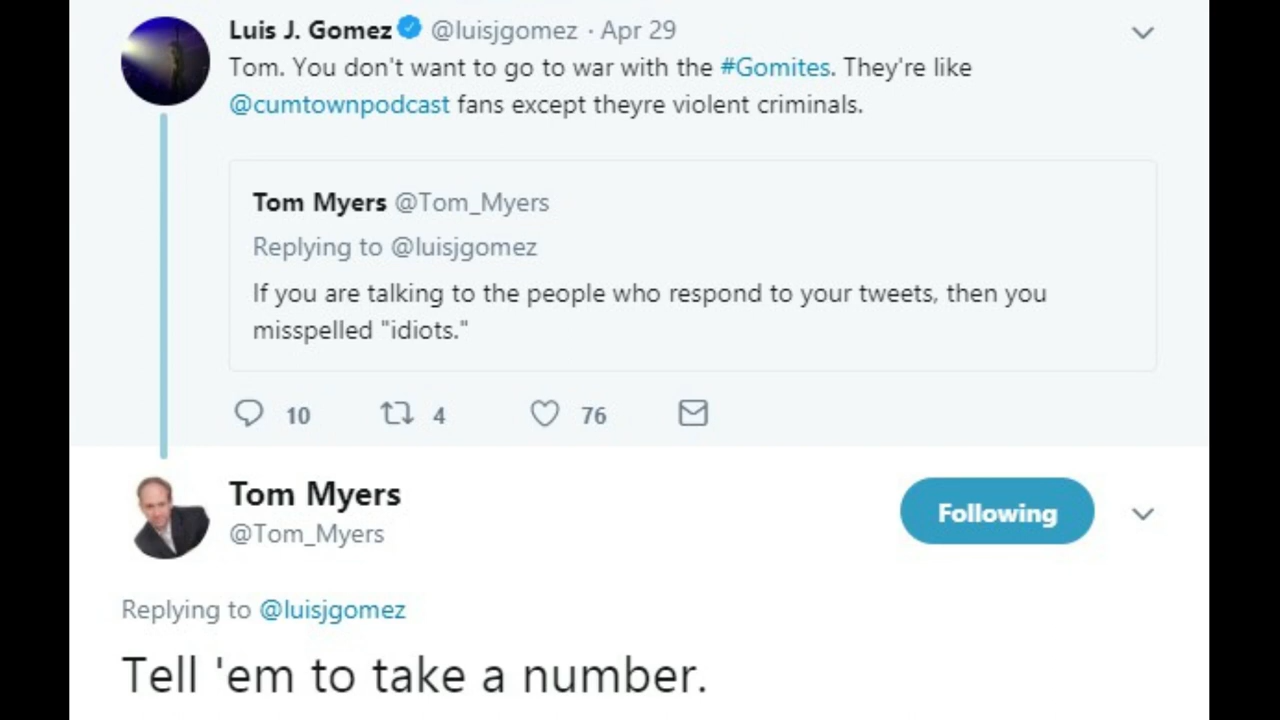 Luis J. Gomez @luisjgomez · Apr 29
Tom. You don't want to go to war with the #Gomites. They're like
@cumtownpodcast fans except theyre violent criminals.
Tom Myers @Tom_Myers
Replying to @luisjgomez
If you are talking to the people who respond to your tweets, then you
misspelled "idiots."
10 4 76
Tom Myers
@Tom_Myers
Following
Replying to @luisjgomez
Tell 'em to take a number.